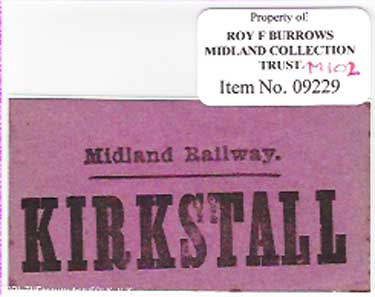 Property of:
ROY F BURROWS
MIDLAND COLLECTION
TRUST M102
Item No. 09229
Midland Railway.
KIRKSTALL